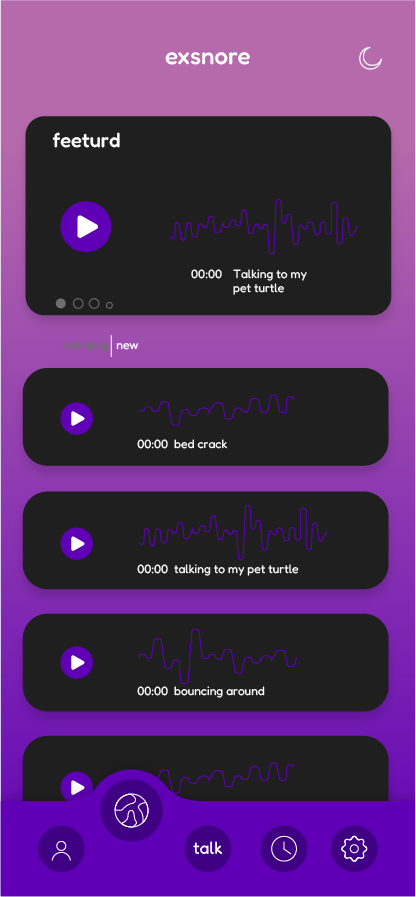 exsnore
feeturd
00:00 Talking to my
pet turtle
new
00:00 bed crack
00:00 talking to my pet turtle
00:00 bouncing around
talk